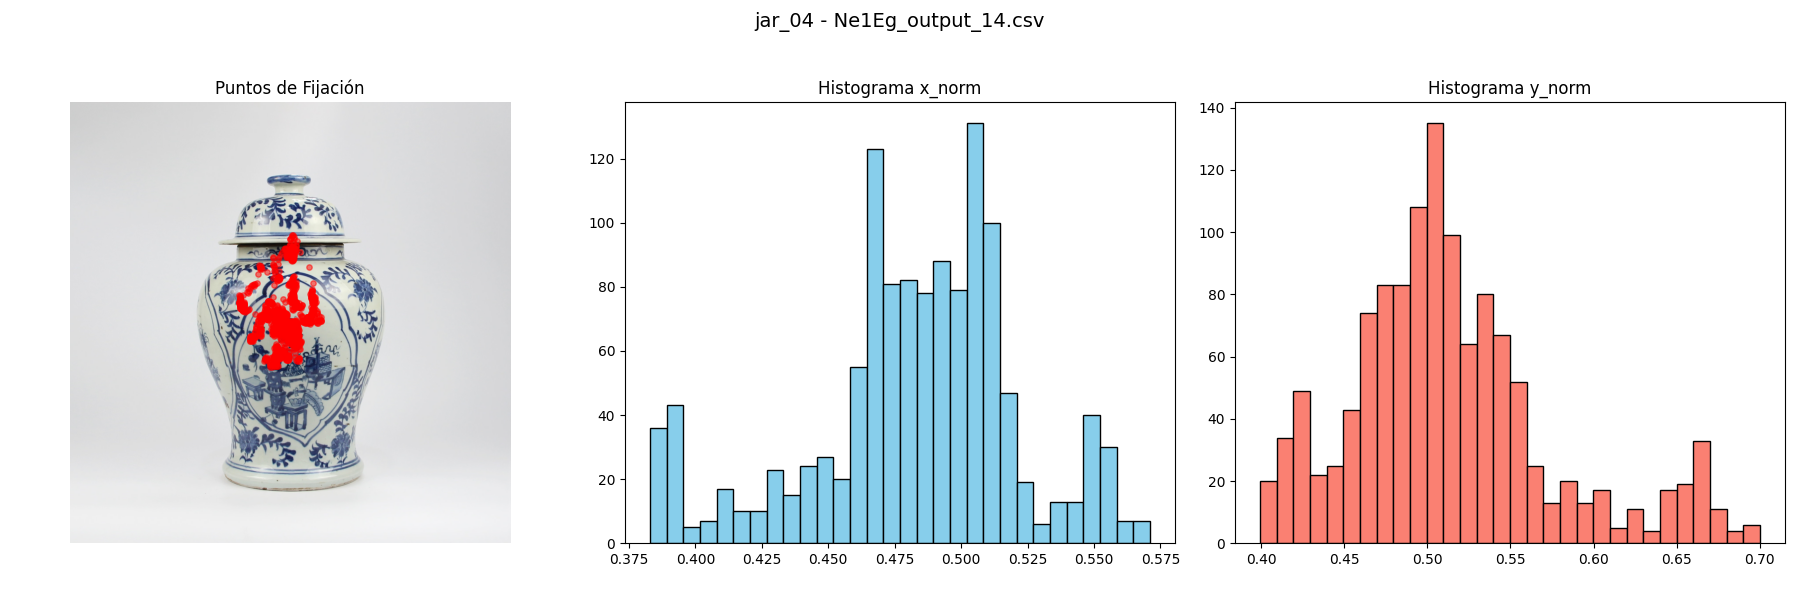 jar_04 - Ne1Eg_output_14.csv
Puntos de Fijación
Histograma x_norm
120
100
80
60
40
20
0
0.375 0.400 0.425 0.450 0.475 0.500 0.525 0.550 0.575
Histograma y_norm
140
120
100
80
60
40
20
0
0.40 0.45 0.50 0.55 0.60 0.65 0.70